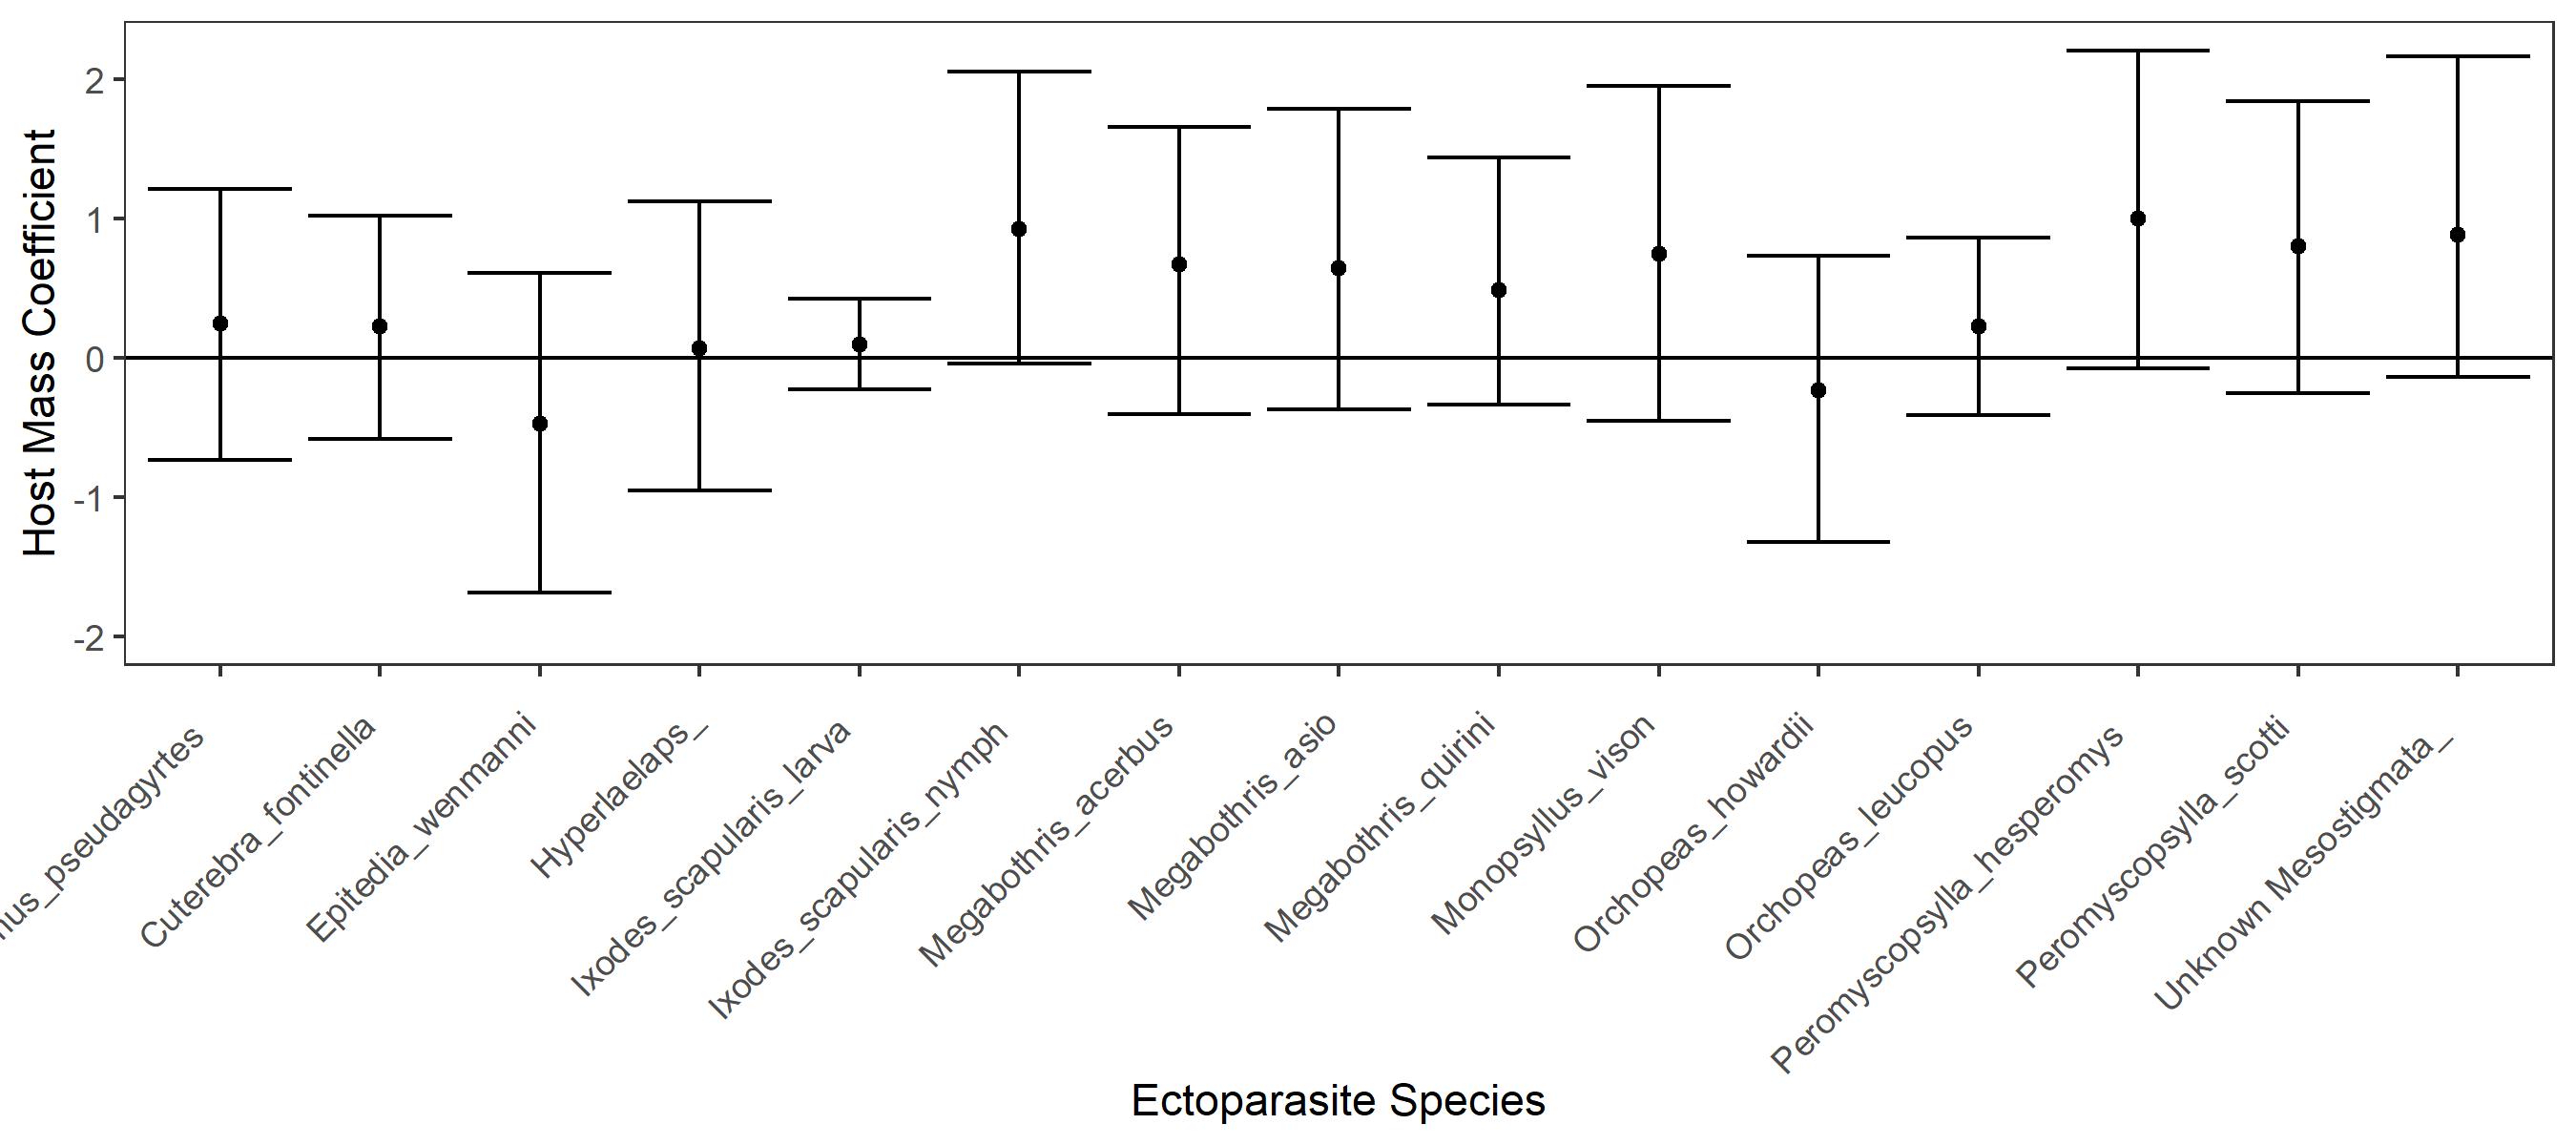 Host Mass Coefficient
2
1
0
-1
-2
nus_pseudagyrtes
Cuterebra_fontinella
Epitedia_wenmanni
Hyperlaelaps_
Ixodes_scapularis_larva
Ixodes_scapularis_nymph
Megabothris_acerbus
Megabothris_asio
Megabothris_quirini
Monopsyllus_vison
Orchopeas_howardii
Orchopeas_leucopus
Peromyscopsylla_hesperomys
Peromyscopsylla_scotti
Unknown Mesostigmata_
Ectoparasite Species